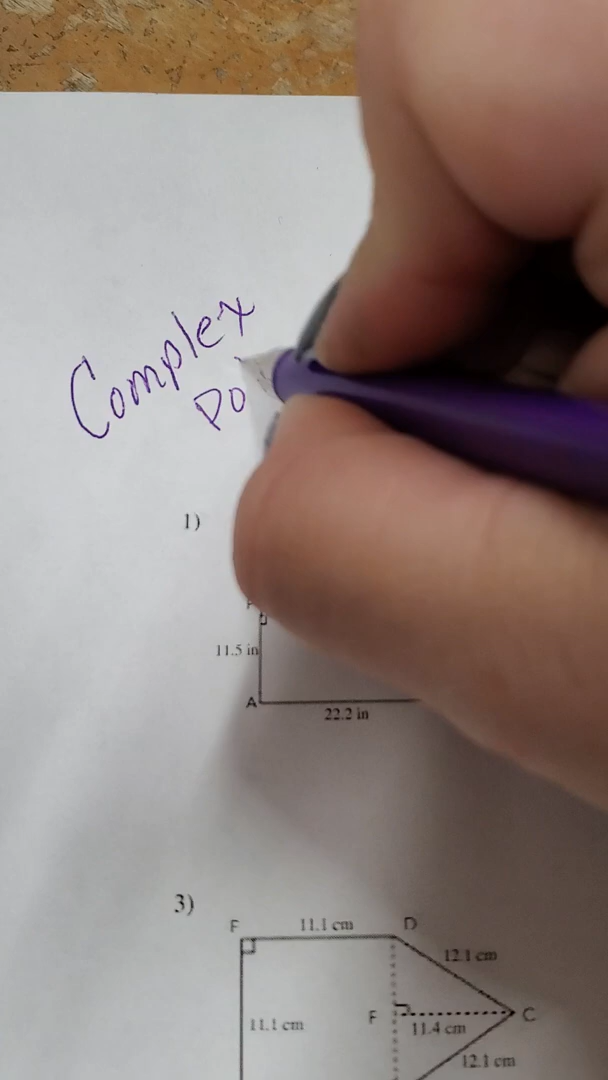 Complex
Po
1)
11.5 in
A
22.2 in
3)
F 11.1 cm D
12.1 cm
11.1 cm F 11.4 cm C
12.1 cm